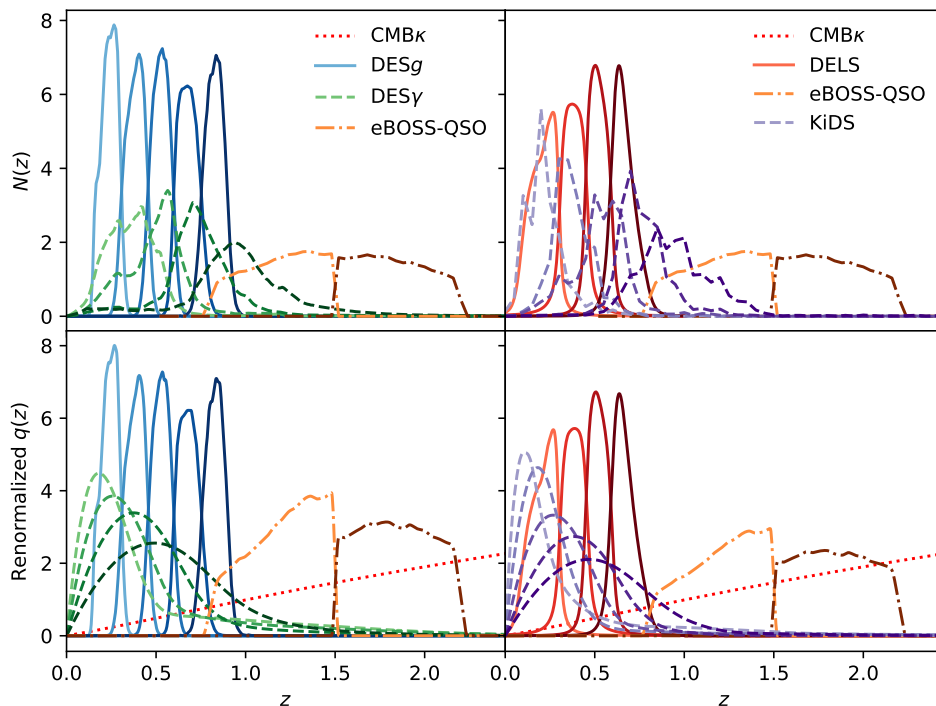 8
6
4
2
0
N(z)
CMBκ
DESg
DESγ
eBOSS-QSO
CMBκ
DELS
eBOSS-QSO
KiDS
8
6
4
2
0
Renormalized q(z)
0.0 0.5 1.0 1.5 2.0
z
0.0 0.5 1.0 1.5 2.0
z